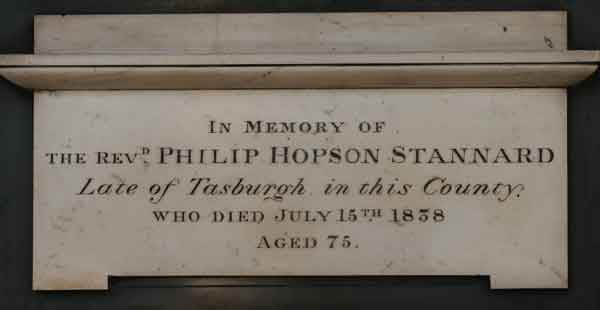 IN MEMORY OF
THE REVD. PHILIP HOPSON STANNARD
Late of Tasburgh in this County.
WHO DIED JULY 15TH 1838
AGED 75.